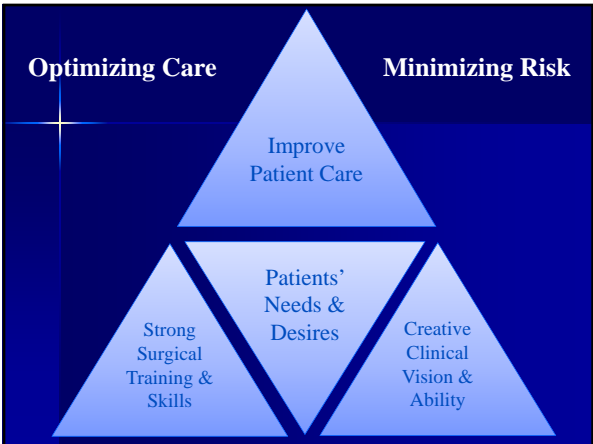 Optimizing Care
Minimizing Risk
Improve
Patient Care
Patients’
Needs &
Desires
Strong
Surgical
Training &
Skills
Creative
Clinical
Vision &
Ability